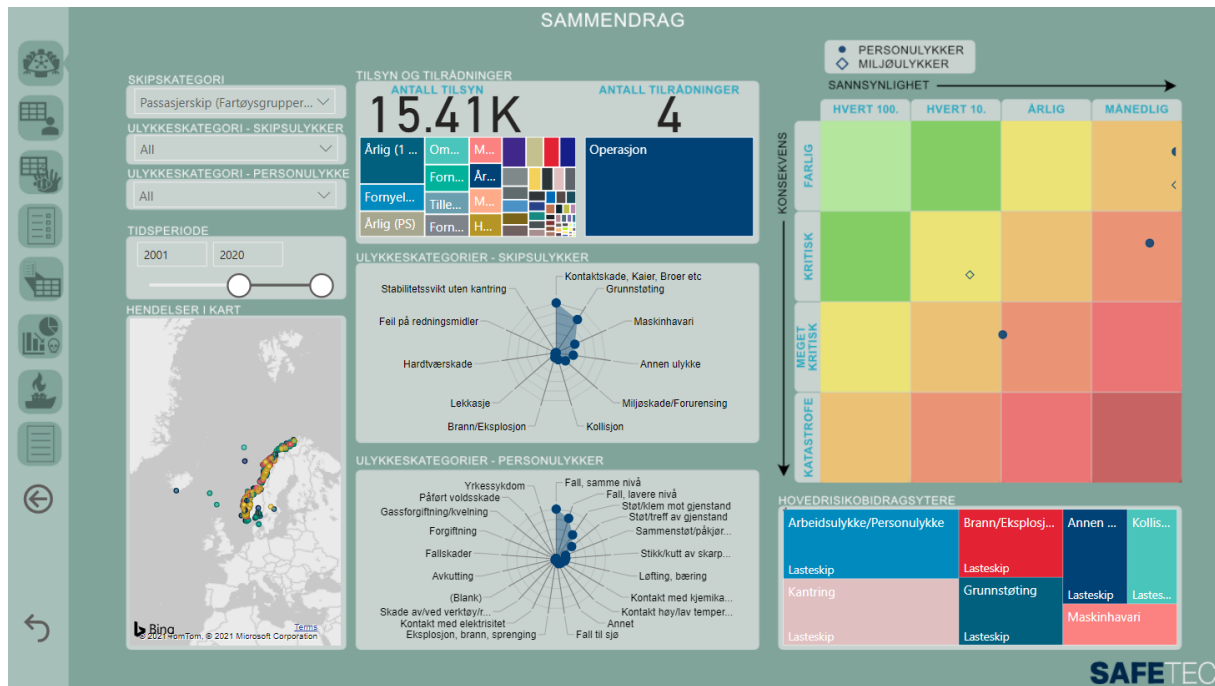 SAMMENDRAG
PERSONULYKKER
MILJØULYKKER
SANNSYNLIGHET
HVERT 100.
HVERT 10.
ÅRLIG
MÅNEDLIG
KONSEKVENS
FARLIG
KRITISK
MEGET
KRITISK
KATASTROFE
SKIPSKATEGORI
Passasjerskip (Fartøysgrupper...
ULYKKESKATEGORI - SKIPSULYKKER
All
ULYKKESKATEGORI - PERSONULYKKE
All
TIDSPERIODE
2001
2020
HENDELSER I KART
Bing
© 2021 TomTom, © 2021 Microsoft Corporation
Terms
TILSYN OG TILRÅDNINGER
ANTALL TILSYN
15.41K
ANTALL TILRÅDNINGER
4
Årlig (1 ...
Om...
M...
Forn...
År...
Fornyel...
Tille...
M...
Årlig (PS)
Forn...
H...
Operasjon
ULYKKESKATEGORIER - SKIPSULYKKER
Kontaktskade, Kaier, Broer etc
Stabilitetssvikt uten kantring
Grunnstøting
Feil på redningsmidler
Maskinhavari
Hardtværskade
Annen ulykke
Lekkasje
Miljøskade/Forurensing
Brann/Eksplosjon
Kollisjon
ULYKKESKATEGORIER - PERSONULYKKER
Yrkessykdom
Fall, samme nivå
Påført voldsskade
Fall, lavere nivå
Gassforgiftning/kvelning
Støt/klem mot gjenstand
Støt/treff av gjenstand
Forgiftning
Sammenstøt/påkjør...
Fallskader
Stikk/kutt av skarp...
Avkutting
Løfting, bæring
(Blank)
Kontakt med kjemika...
Skade av/ved verktøy/r...
Kontakt høy/lav temper...
Kontakt med elektrisitet
Annet
Eksplosjon, brann, sprenging
Fall til sjø
HOVEDRISIKOBIDRAGSYTERE
Arbeidsulykke/Personulykke
Lasteskip
Kantring
Lasteskip
Brann/Eksplosj...
Lasteskip
Grunnstøting
Lasteskip
Annen ...
Lasteskip
Kollis...
Lastes...
Maskinhavari
SAFETEC